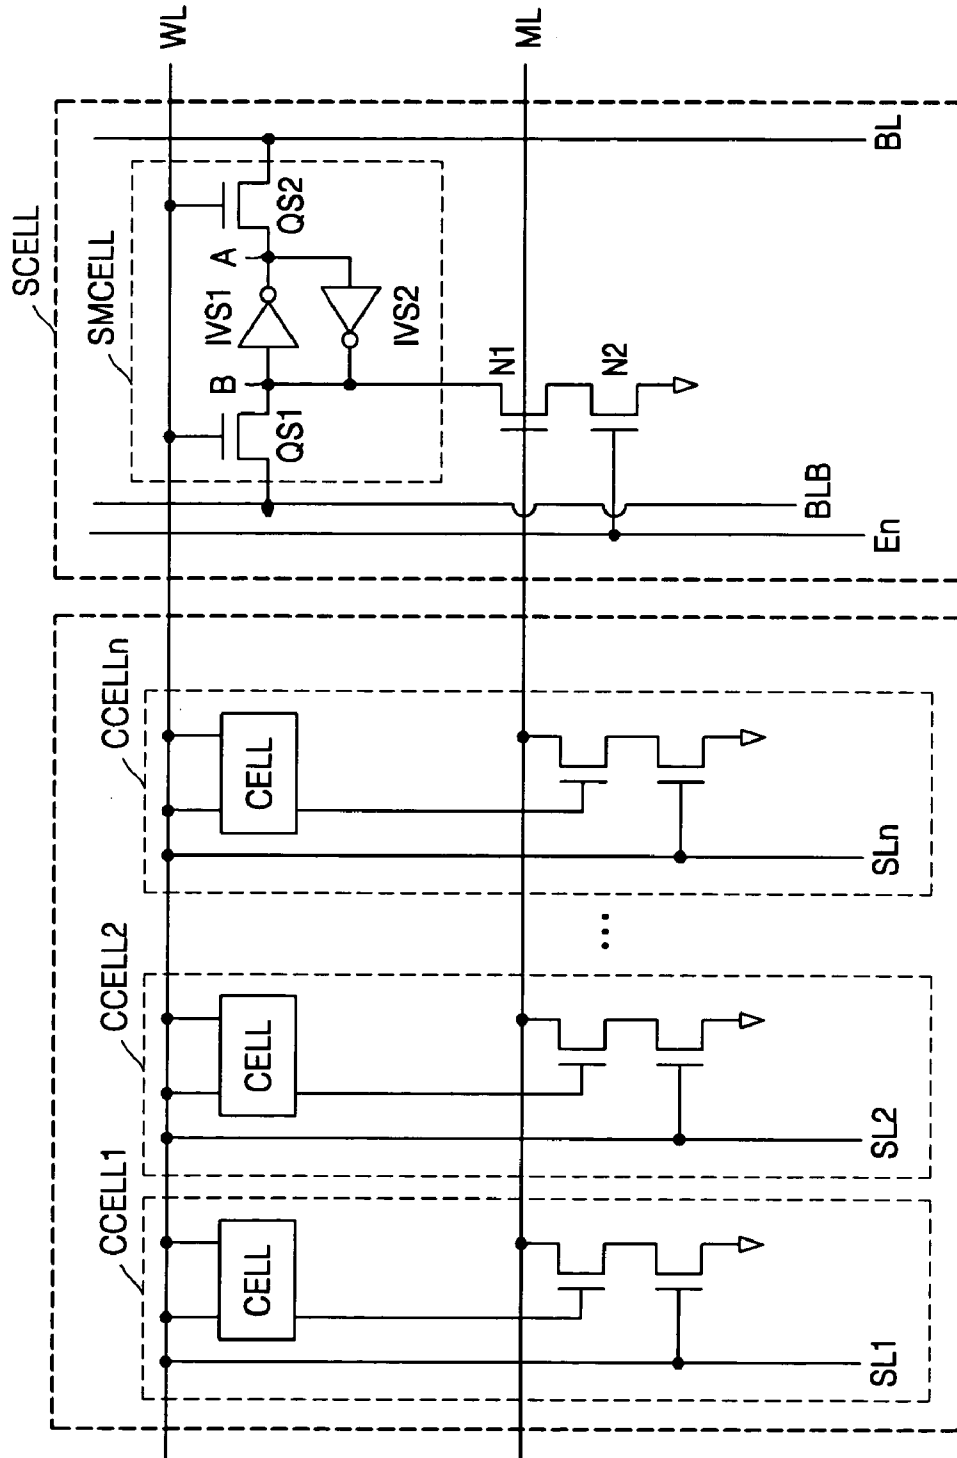 SCELL
SMCELL
WL
QS1
B
IVS1
A
QS2
IVS2
ML
N1
N2
En
BLB
BL
CCELL1
CELL
SL1
CCELL2
CELL
SL2
...
CCELLn
CELL
SLn